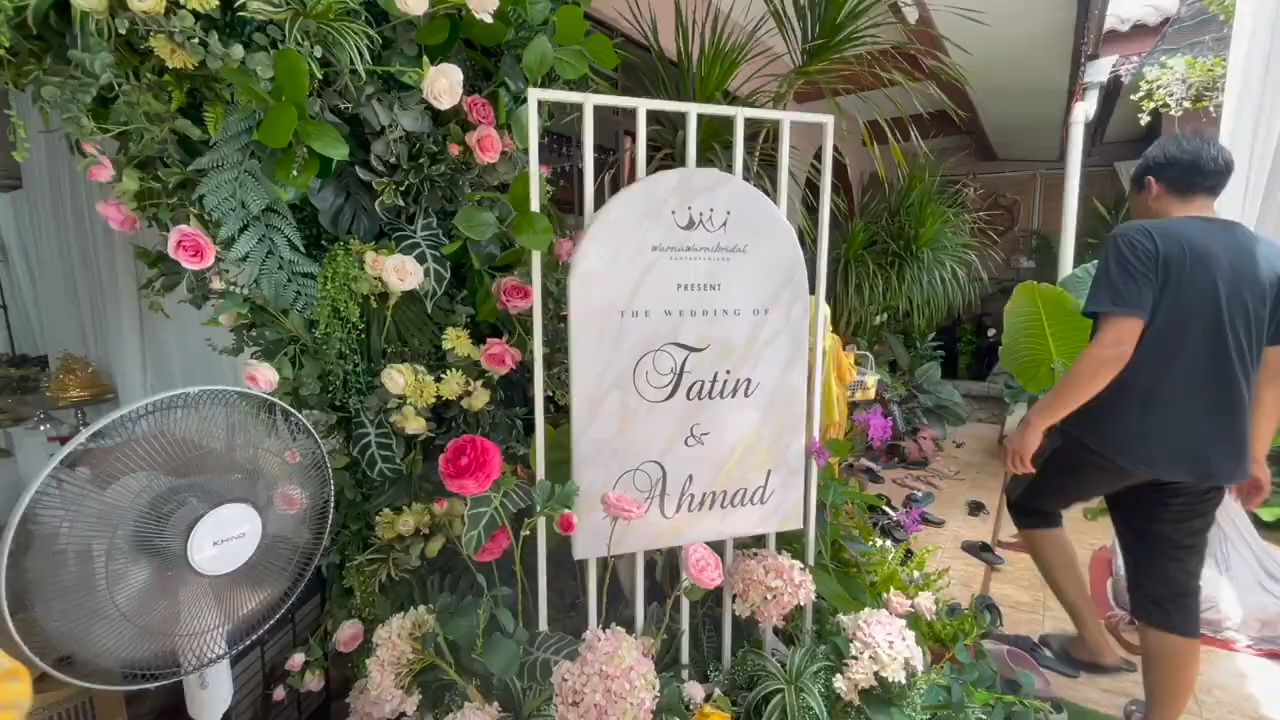 WarnaWarniBridal
PRESENT
THE WEDDING OF
Fatin
&
Ahmad
KHIND